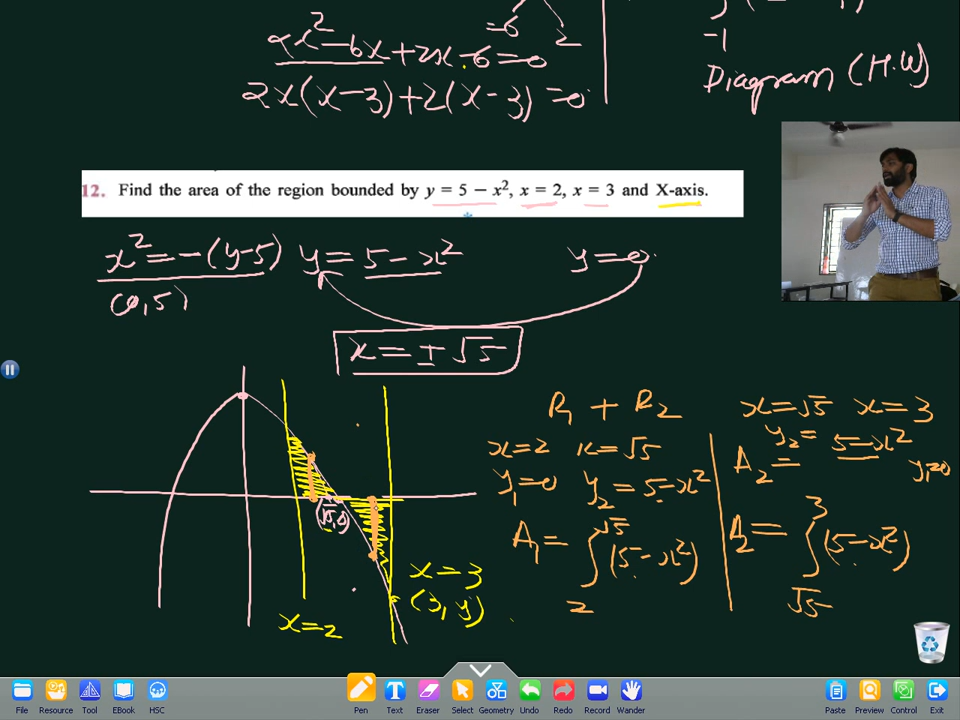 =6
2
2x² - 6x + 2x - 6 = 0
2x(x-3) + 2(x-3) = 0
-1
Diagram (H.W)
12. Find the area of the region bounded by y = 5 − x², x = 2, x = 3 and X-axis.
x² = -(y-5)
(0,5)
y = 5 - x²
y = 0
x = ± √5
(√5, 0)
x = 3
(3, y)
x = 2
R₁ + R₂
x = 2 x = √5
y₁ = 0 y₂ = 5 - x²
A₁ = ∫₂^√5 (5 - x²)
x = √5 x = 3
y₂ = 5 - x²
y₁ = 0
A₂ =
A₂ = ∫_√5^3 (5 - x²)
File Resource Tool EBook HSC Pen Text Eraser Select Geometry Undo Redo Record Wander Paste Preview Control Exit